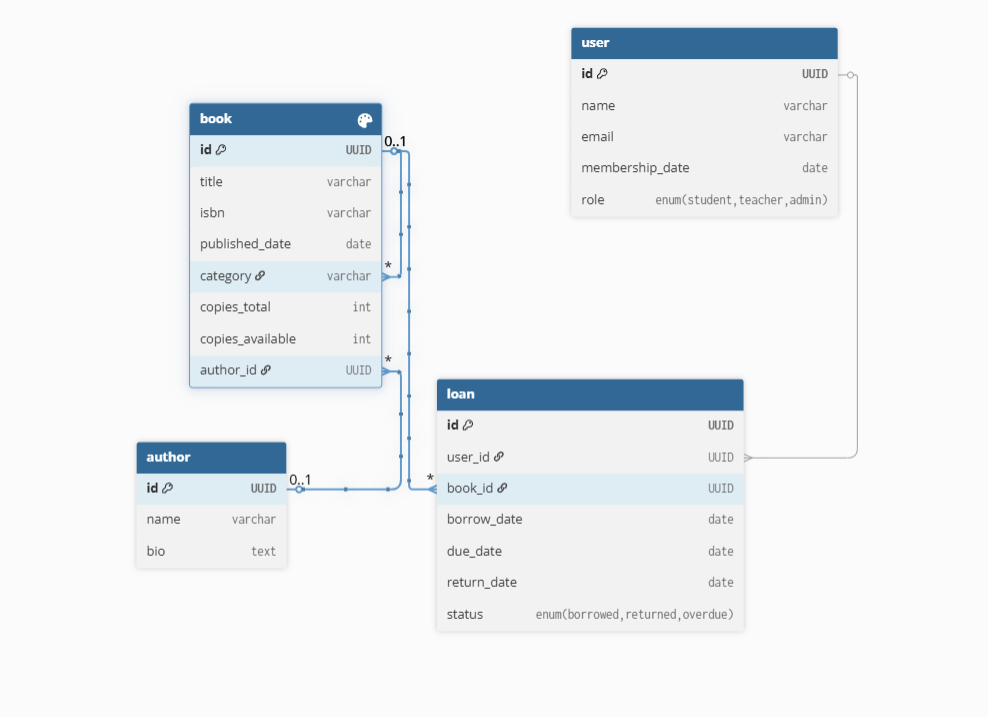 user
id UUID
name varchar
email varchar
membership_date date
role enum(student,teacher,admin)
book
id UUID
0..1
title varchar
isbn varchar
published_date date
*
category varchar
copies_total int
copies_available int
*
author_id UUID
author
id UUID
0..1
name varchar
bio text
loan
id UUID
user_id UUID
*
book_id UUID
borrow_date date
due_date date
return_date date
status enum(borrowed,returned,overdue)